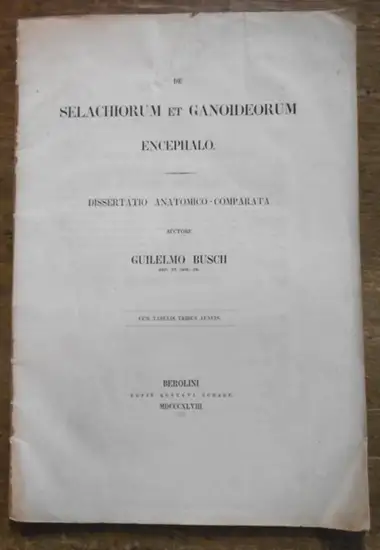 DE
SELACHIORUM ET GANOIDEORUM
ENCEPHALO.
DISSERTATIO ANATOMICO-COMPARATA
AUCTORE
GUILELMO BUSCH
CUM TABULIS TRIBUS AENEIS.
BEROLINI
MDCCCXLVIII.